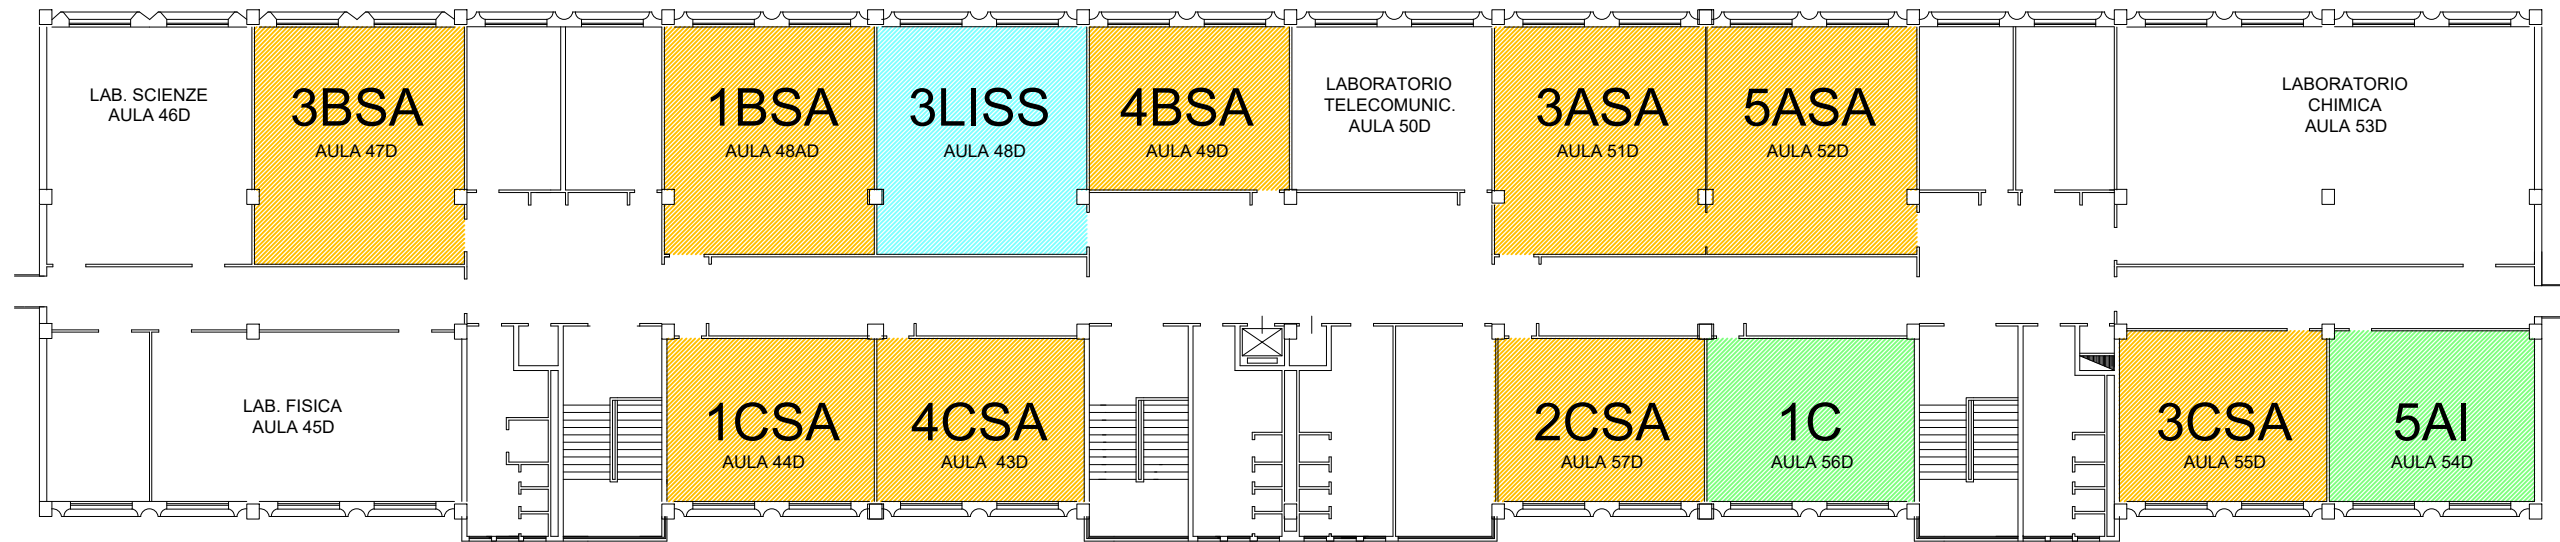 LAB. SCIENZE
AULA 46D
3BSA
AULA 47D
1BSA
AULA 48AD
3LISS
AULA 48D
4BSA
AULA 49D
LABORATORIO
TELECOMUNIC.
AULA 50D
3ASA
AULA 51D
5ASA
AULA 52D
LABORATORIO
CHIMICA
AULA 53D
LAB. FISICA
AULA 45D
1CSA
AULA 44D
4CSA
AULA 43D
2CSA
AULA 57D
1C
AULA 56D
3CSA
AULA 55D
5AI
AULA 54D